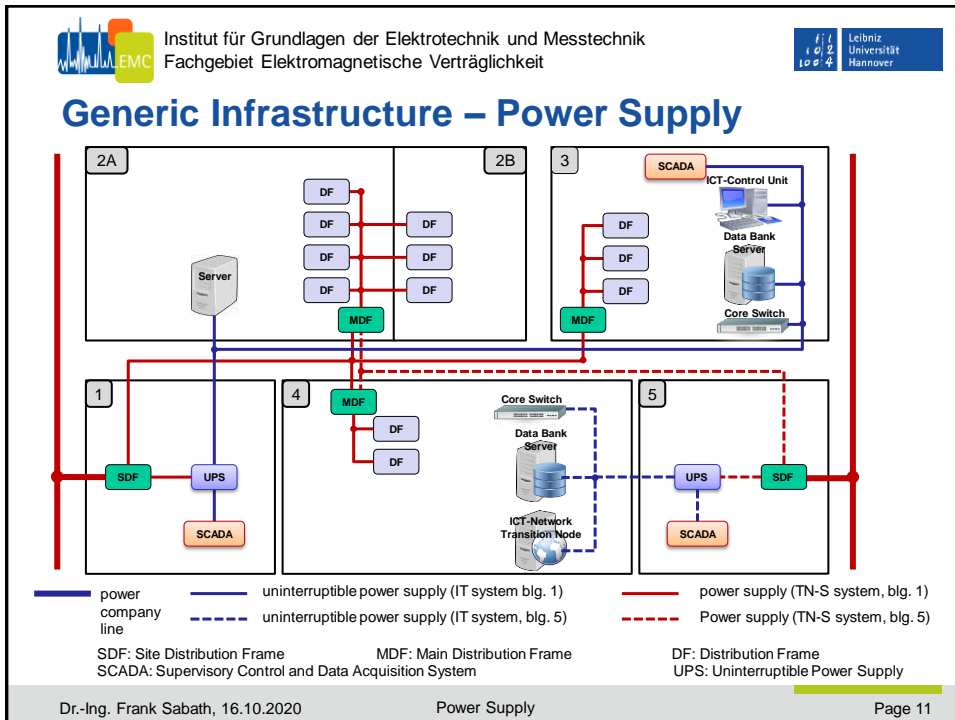 Institut für Grundlagen der Elektrotechnik und Messtechnik
Fachgebiet Elektromagnetische Verträglichkeit
EMC
Leibniz
Universität
Hannover
Generic Infrastructure – Power Supply
2A
2B
3
SCADA
ICT-Control Unit
DF
DF
DF
DF
DF
DF
DF
DF
DF
DF
Data Bank
Server
Server
MDF
MDF
Core Switch
1
4
5
MDF
Core Switch
DF
DF
Data Bank
Server
SDF
UPS
UPS
SDF
SCADA
ICT-Network
Transition Node
SCADA
power
company
line
uninterruptible power supply (IT system blg. 1)
uninterruptible power supply (IT system, blg. 5)
power supply (TN-S system, blg. 1)
Power supply (TN-S system, blg. 5)
SDF: Site Distribution Frame
MDF: Main Distribution Frame
DF: Distribution Frame
SCADA: Supervisory Control and Data Acquisition System
UPS: Uninterruptible Power Supply
Dr.-Ing. Frank Sabath, 16.10.2020
Power Supply
Page 11